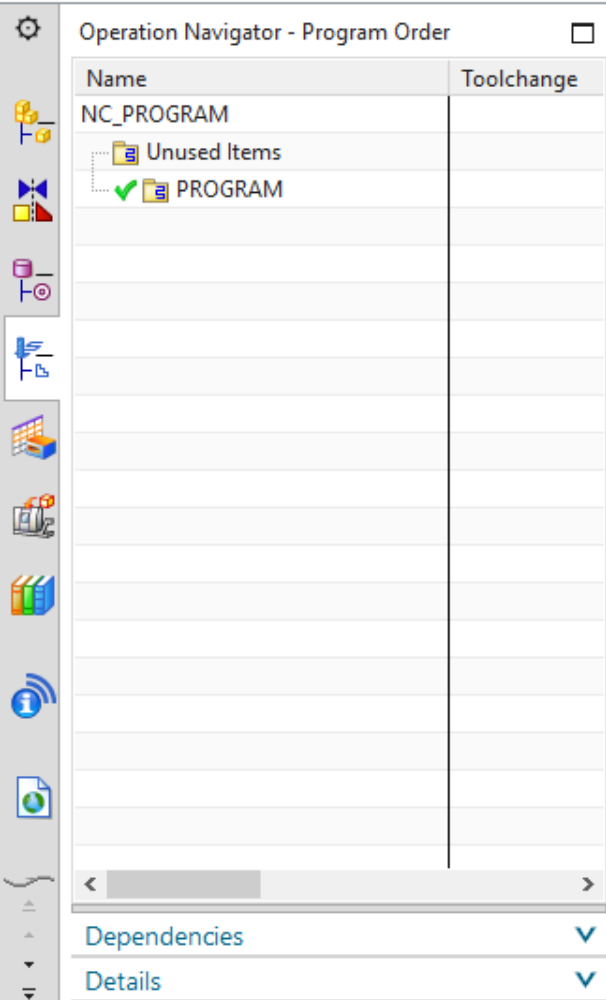 Operation Navigator - Program Order
Name Toolchange
NC_PROGRAM
Unused Items
PROGRAM
Dependencies
Details